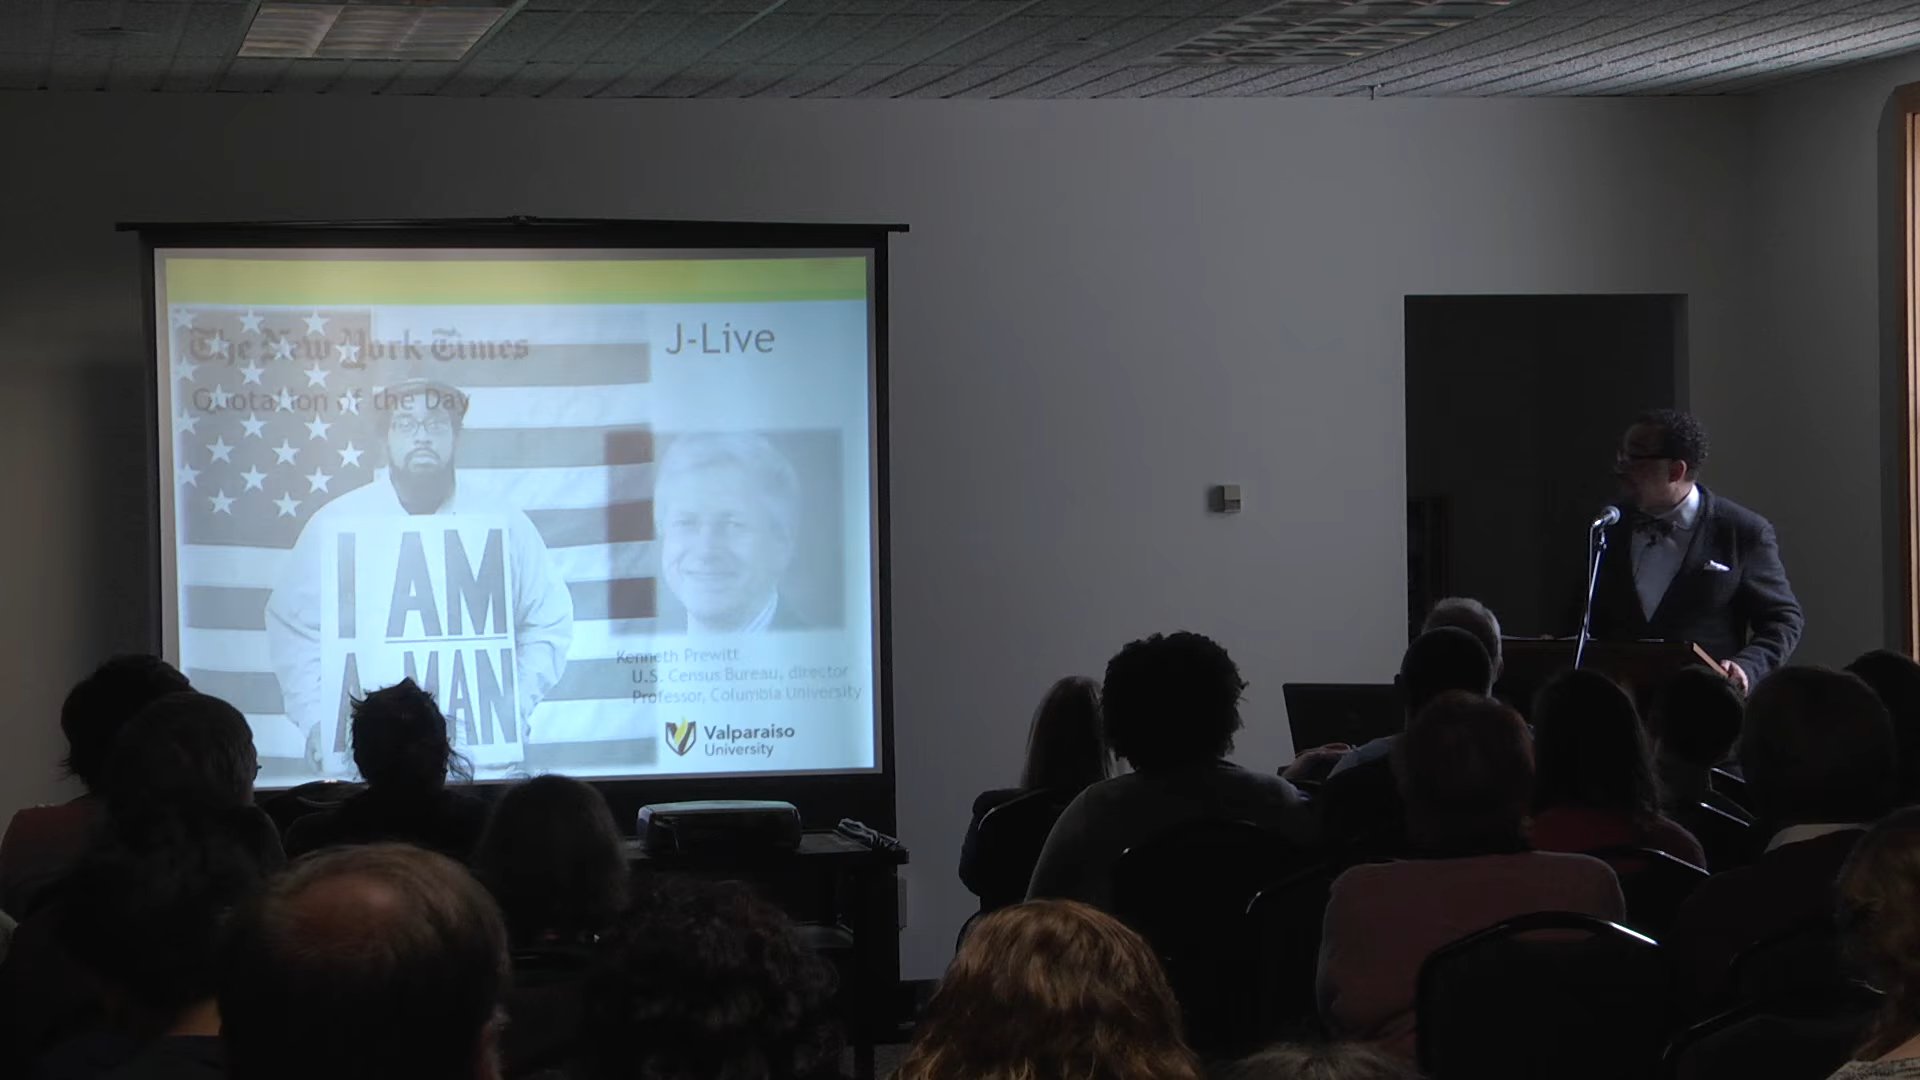 The New York Times
Quotation of the Day
J-Live
I AM
A MAN
Kenneth Prewitt
U.S. Census Bureau, director
Professor, Columbia University
Valparaiso
University